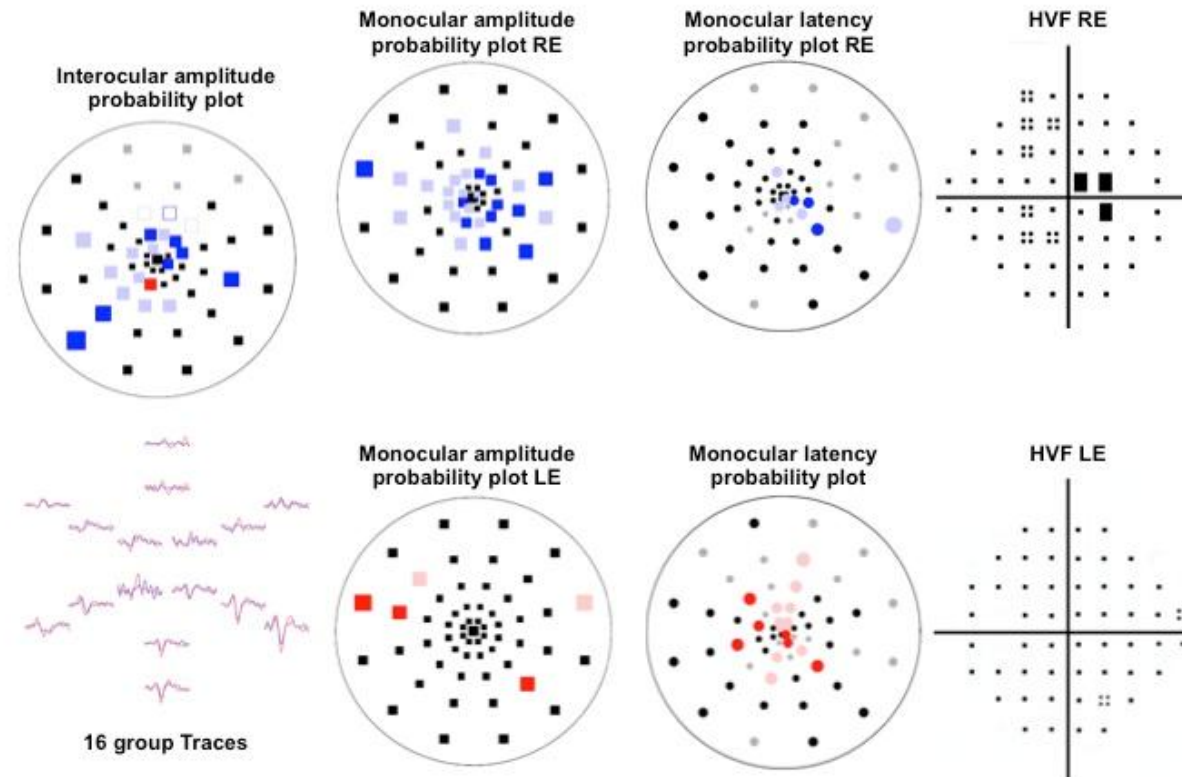 Interocular amplitude
probability plot
Monocular amplitude
probability plot RE
Monocular latency
probability plot RE
HVF RE
16 group Traces
Monocular amplitude
probability plot LE
Monocular latency
probability plot
HVF LE